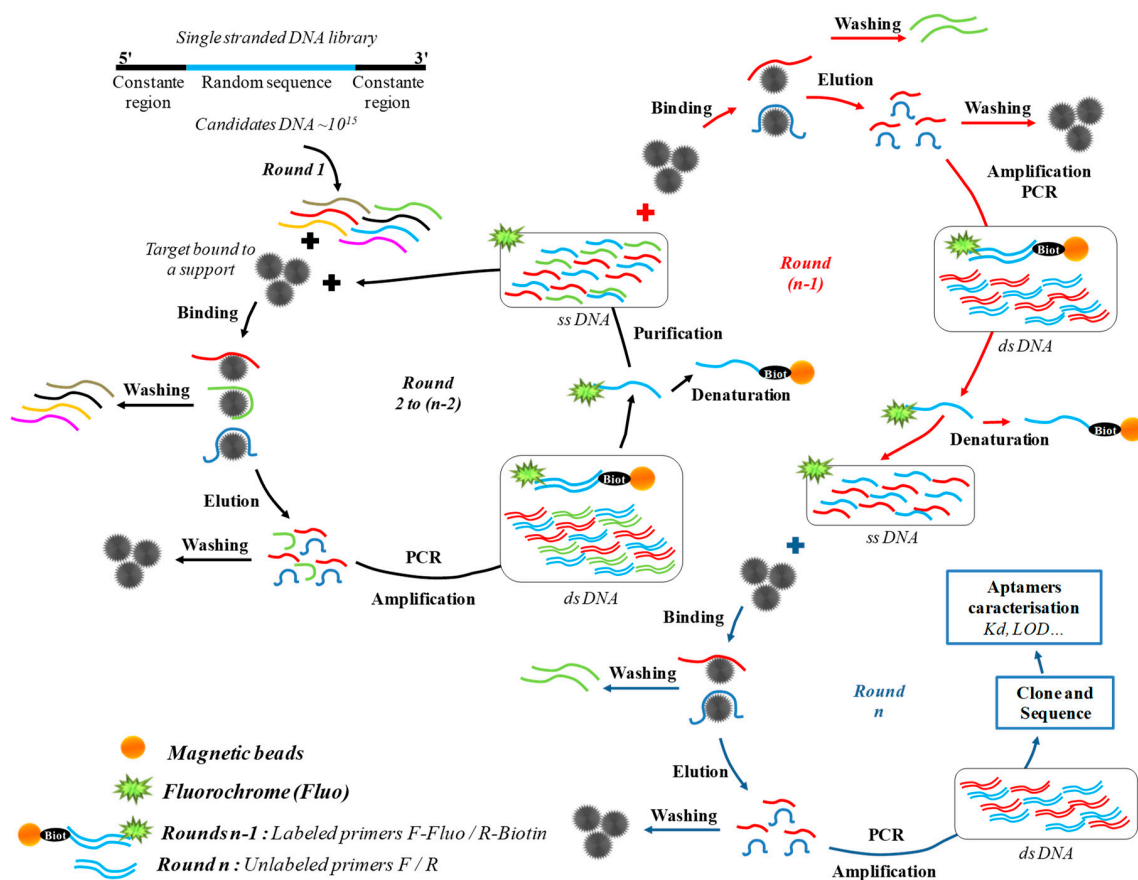 Single stranded DNA library
5' 3'
Constante
region
Random sequence
Constante
region
Candidates DNA ~10¹⁵
Round 1
Target bound to
a support
Binding
Washing
Elution
Washing
PCR
Amplification
Round
2 to (n-2)
Biot
ds DNA
Denaturation
Biot
Purification
ss DNA
Binding
Washing
Elution
Washing
Amplification
PCR
Round
(n-1)
Biot
ds DNA
Denaturation
Biot
ss DNA
Binding
Washing
Elution
Washing
PCR
Amplification
Round
n
ds DNA
Clone and
Sequence
Aptamers
caracterisation
Kd, LOD...
Magnetic beads
Fluorochrome (Fluo)
Biot
Rounds n-1 : Labeled primers F-Fluo / R-Biotin
Round n : Unlabeled primers F / R